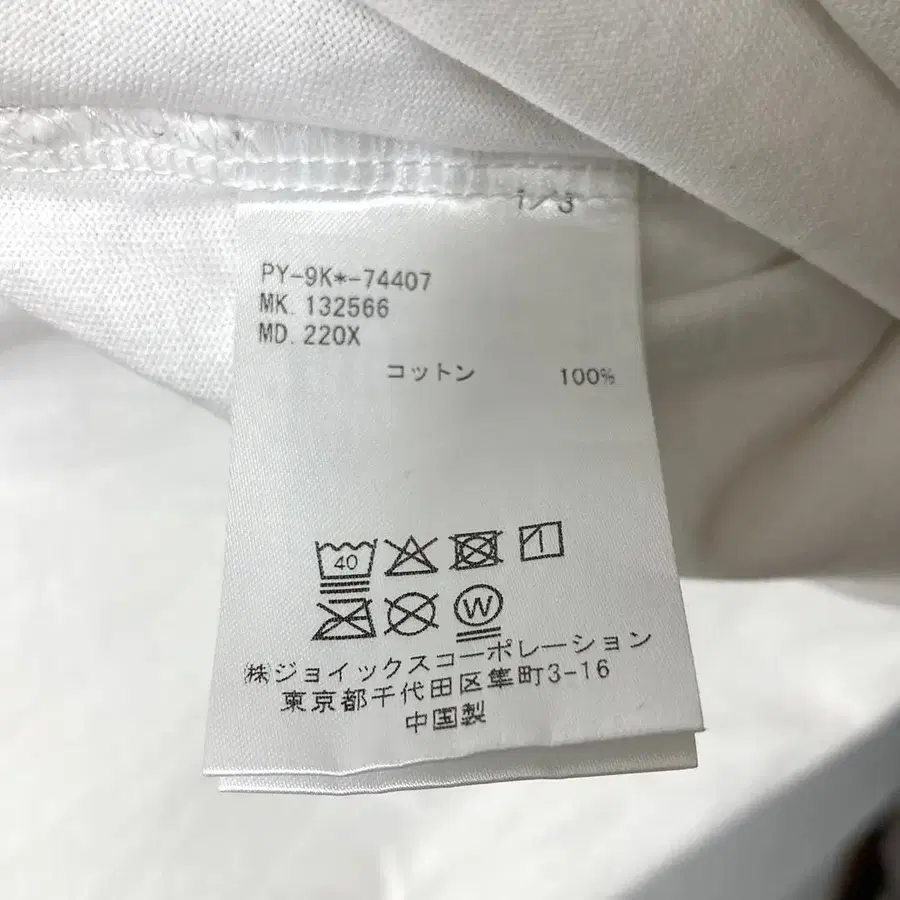 1/3
PY-9K*-74407
MK. 132566
MD. 220X
コットン 100%
40
W
㈱ジョイックスコーポレーション
東京都千代田区隼町3-16
中国製